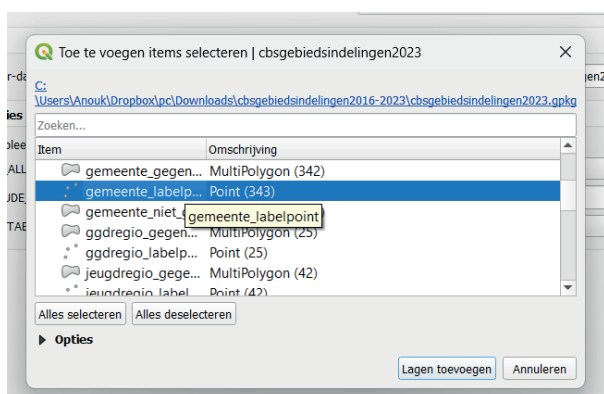 Toe te voegen items selecteren | cbsgebiedsindelingen2023
C:
\Users\Anouk\Dropbox\pc\Downloads\cbsgebiedsindelingen2016-2023\cbsgebiedsindelingen2023.gpkg
Zoeken...
Item Omschrijving
gemeente_gegen... MultiPolygon (342)
gemeente_labelp... Point (343)
gemeente_niet_
gemeente_labelpoint
ggdregio_gegen... MultiPolygon (25)
ggdregio_labelp... Point (25)
jeugdregio_gege... MultiPolygon (42)
jeugdregio_label Point (42)
Alles selecteren Alles deselecteren
Opties
Lagen toevoegen Annuleren